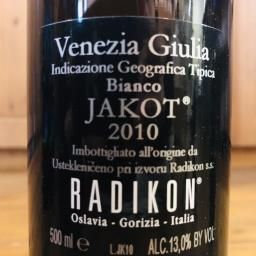 Venezia Giulia
Indicazione Geografica Tipica
Bianco
JAKOT®
2010
Imbottigliato all'origine da
Ustekleničeno pri izvoru Radikon s.s.
RADIKON®
Oslavia - Gorizia - Italia
500 ml e L.JK10 ALC.13,0% BY VOL